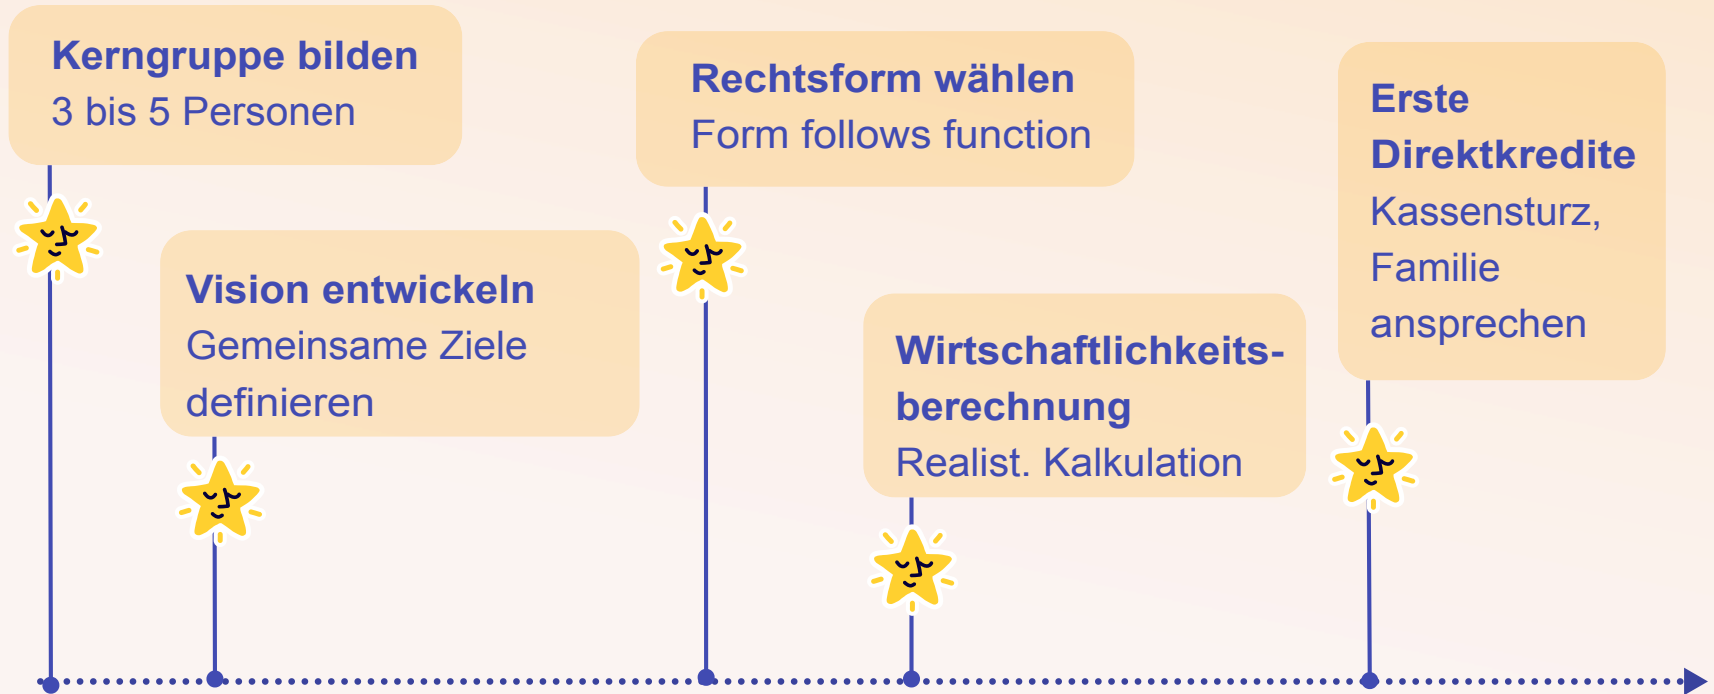 Kerngruppe bilden
3 bis 5 Personen
Vision entwickeln
Gemeinsame Ziele
definieren
Rechtsform wählen
Form follows function
Wirtschaftlichkeits-
berechnung
Realist. Kalkulation
Erste
Direktkredite
Kassensturz,
Familie
ansprechen